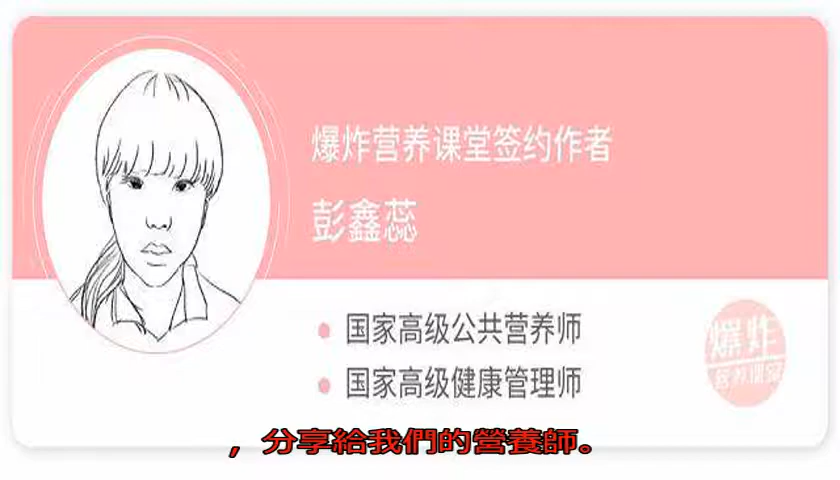 爆炸营养课堂签约作者
彭鑫蕊
国家高级公共营养师
国家高级健康管理师
爆炸
营养课堂
，分享給我們的營養師。